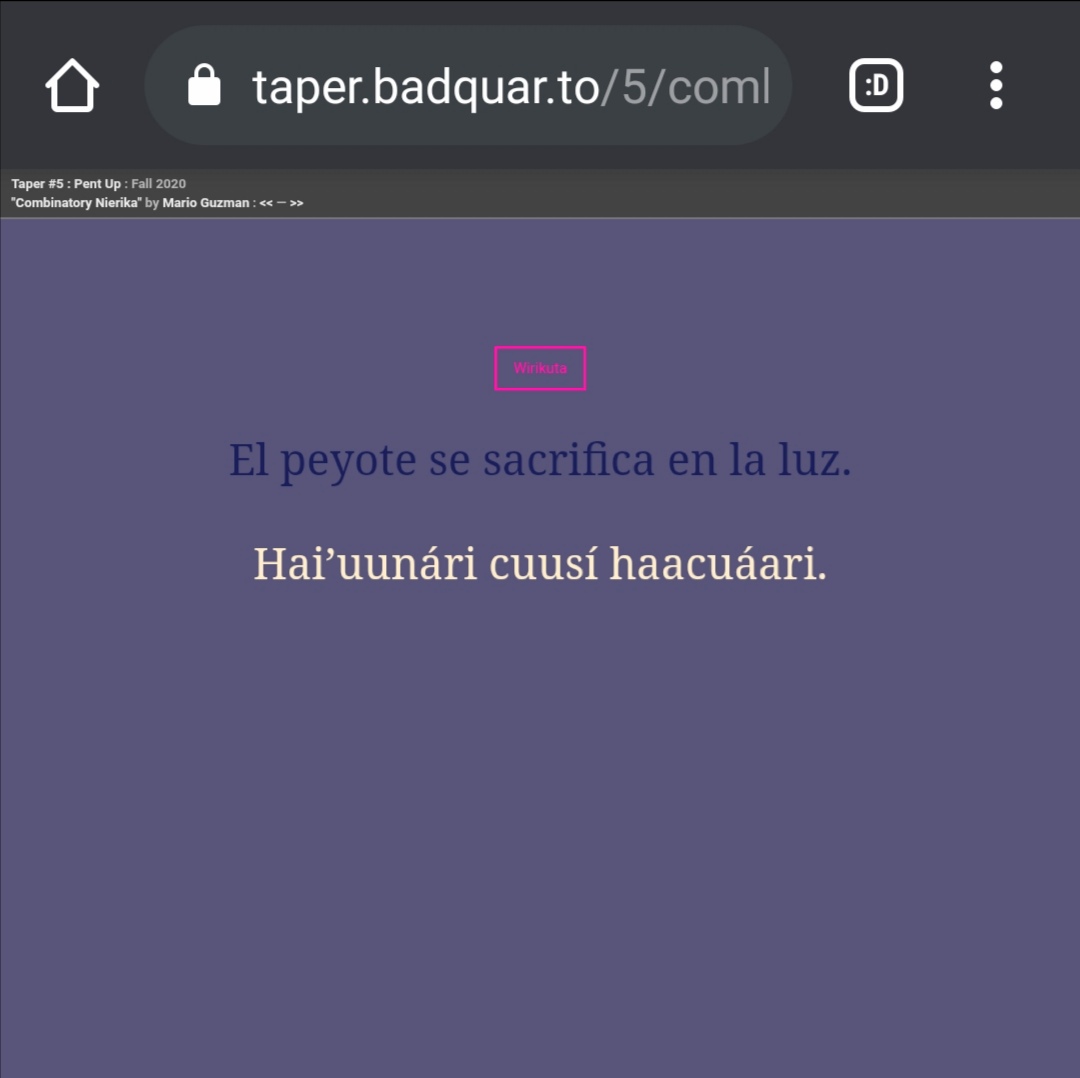 taper.badquar.to/5/coml
:D
Taper #5 : Pent Up : Fall 2020
"Combinatory Nierika" by Mario Guzman : << — >>
Wirikuta
El peyote se sacrifica en la luz.
Hai’uunári cuusí haacuáari.